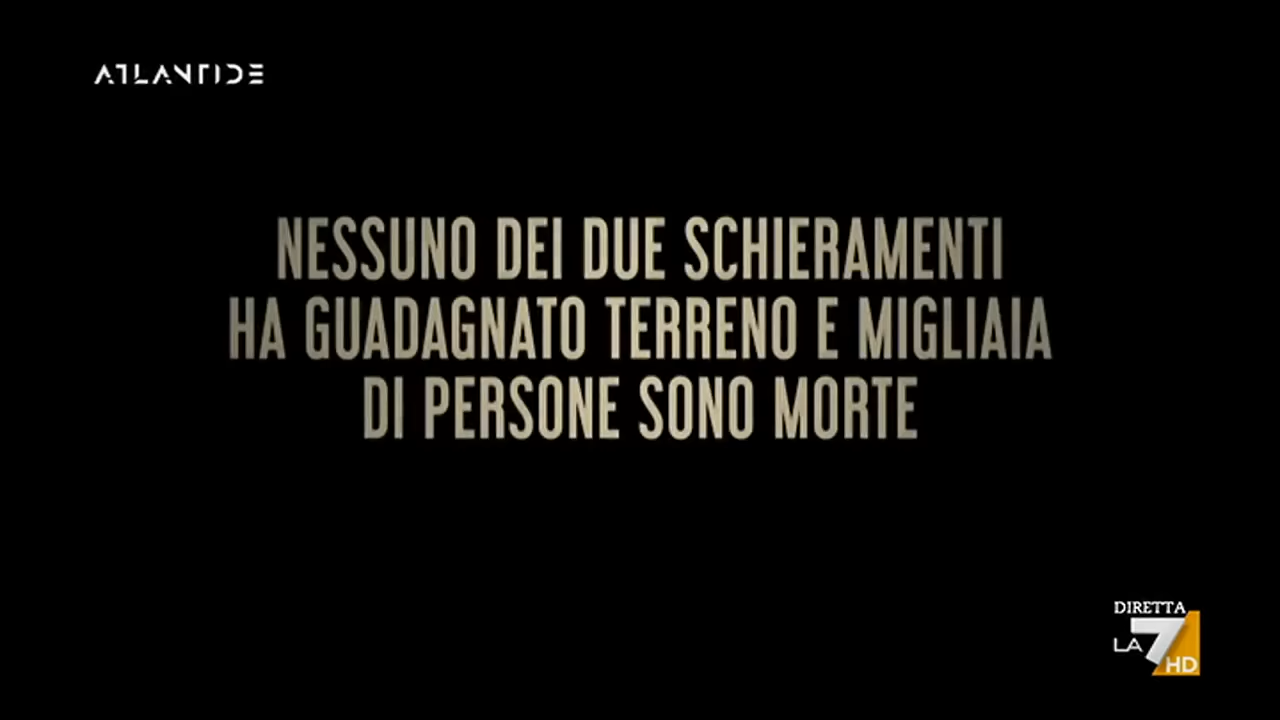 ATLANTIDE
NESSUNO DEI DUE SCHIERAMENTI
HA GUADAGNATO TERRENO E MIGLIAIA
DI PERSONE SONO MORTE
DIRETTA
LA7
HD